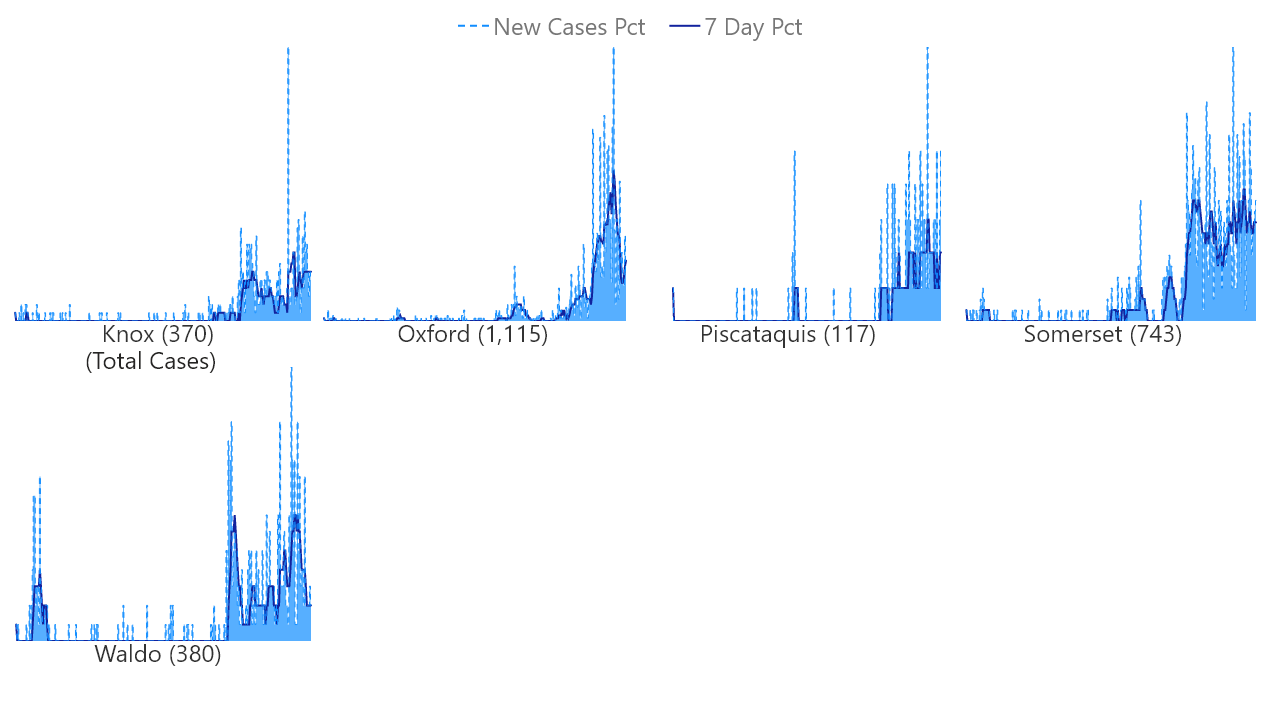 New Cases Pct 7 Day Pct
Knox (370)
(Total Cases)
Oxford (1,115)
Piscataquis (117)
Somerset (743)
Waldo (380)